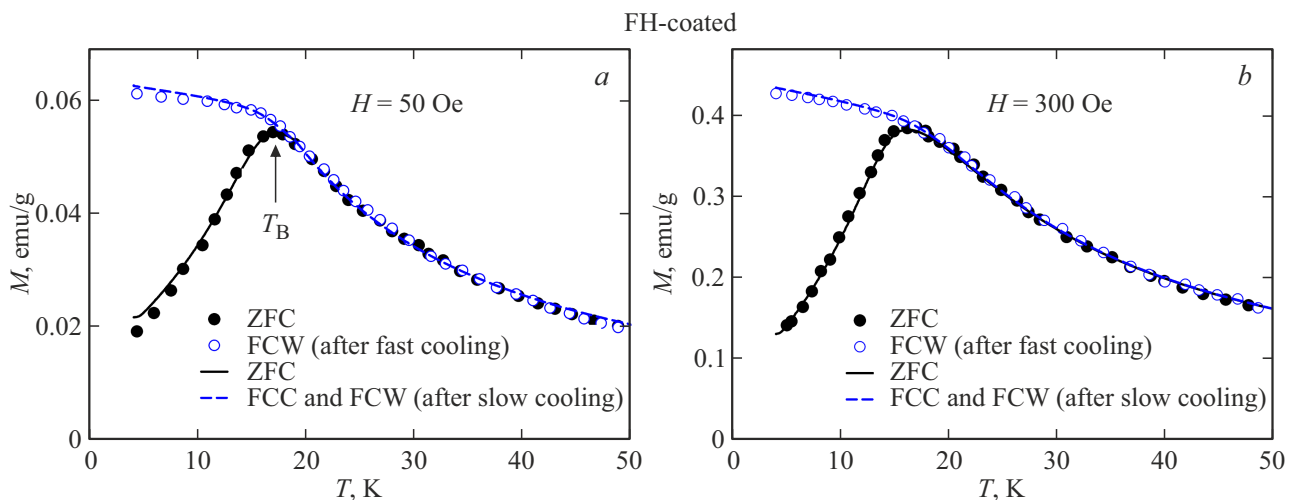 FH-coated
a
H = 50 Oe
T_B
ZFC
FCW (after fast cooling)
ZFC
FCC and FCW (after slow cooling)
M, emu/g
0.06
0.04
0.02
0
0 10 20 30 40 50
T, K
b
H = 300 Oe
ZFC
FCW (after fast cooling)
ZFC
FCC and FCW (after slow cooling)
M, emu/g
0.4
0.3
0.2
0.1
0
0 10 20 30 40 50
T, K